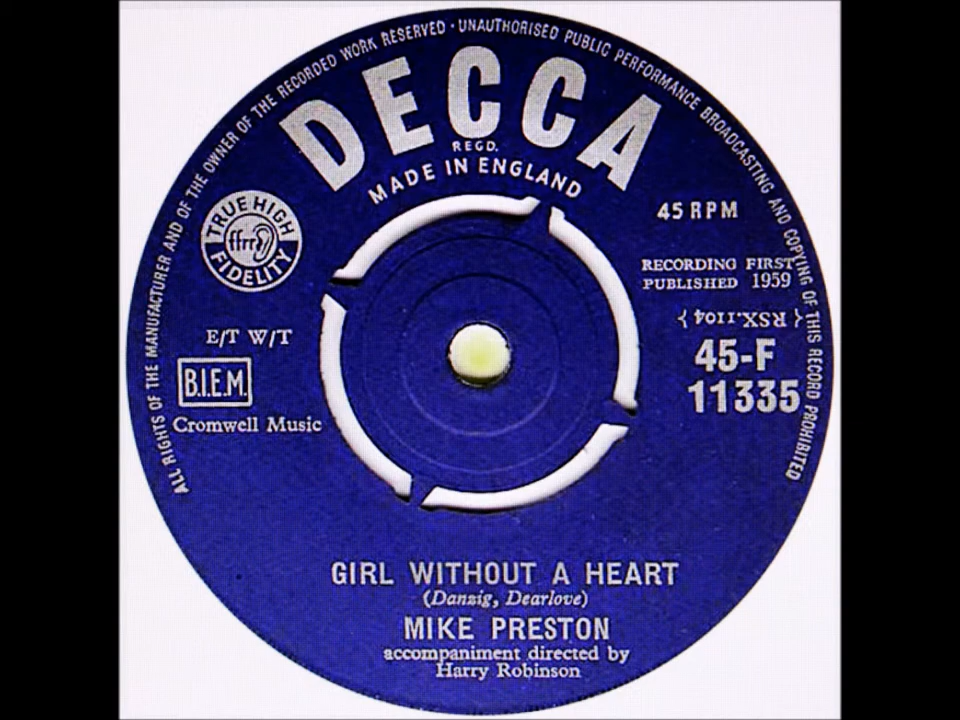 ALL RIGHTS OF THE MANUFACTURER AND OF THE OWNER OF THE RECORDED WORK RESERVED · UNAUTHORISED PUBLIC PERFORMANCE BROADCASTING AND COPYING OF THIS RECORD PROHIBITED
DECCA
REGD.
MADE IN ENGLAND
TRUE HIGH
ffrr
FIDELITY
45 RPM
RECORDING FIRST
PUBLISHED 1959
{ RSX.1104 }
45-F
11335
E/T W/T
B.I.E.M.
Cromwell Music
GIRL WITHOUT A HEART
(Danzig, Dearlove)
MIKE PRESTON
accompaniment directed by
Harry Robinson